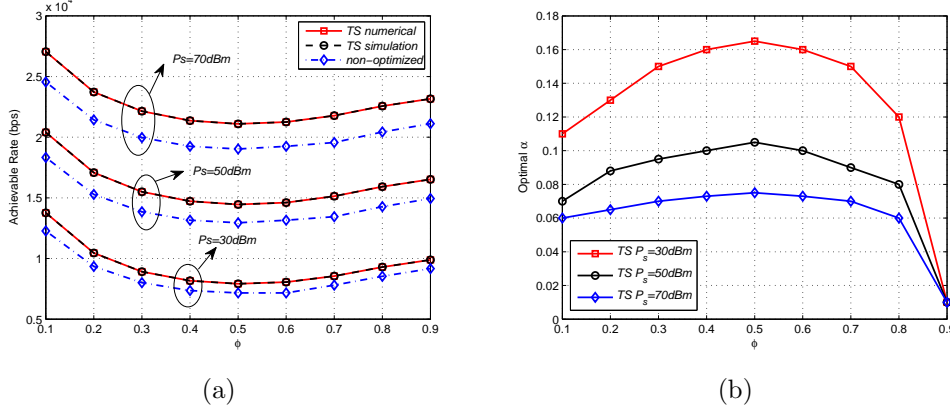 x 10⁴
3
2.5
2
1.5
1
0.5
0.1 0.2 0.3 0.4 0.5 0.6 0.7 0.8 0.9
Achievable Rate (bps)
ϕ
TS numerical
TS simulation
non-optimized
Ps=70dBm
Ps=50dBm
Ps=30dBm
(a)
0.18
0.16
0.14
0.12
0.1
0.08
0.06
0.04
0.02
0
0.1 0.2 0.3 0.4 0.5 0.6 0.7 0.8 0.9
Optimal α
ϕ
TS P_s=30dBm
TS P_s=50dBm
TS P_s=70dBm
(b)